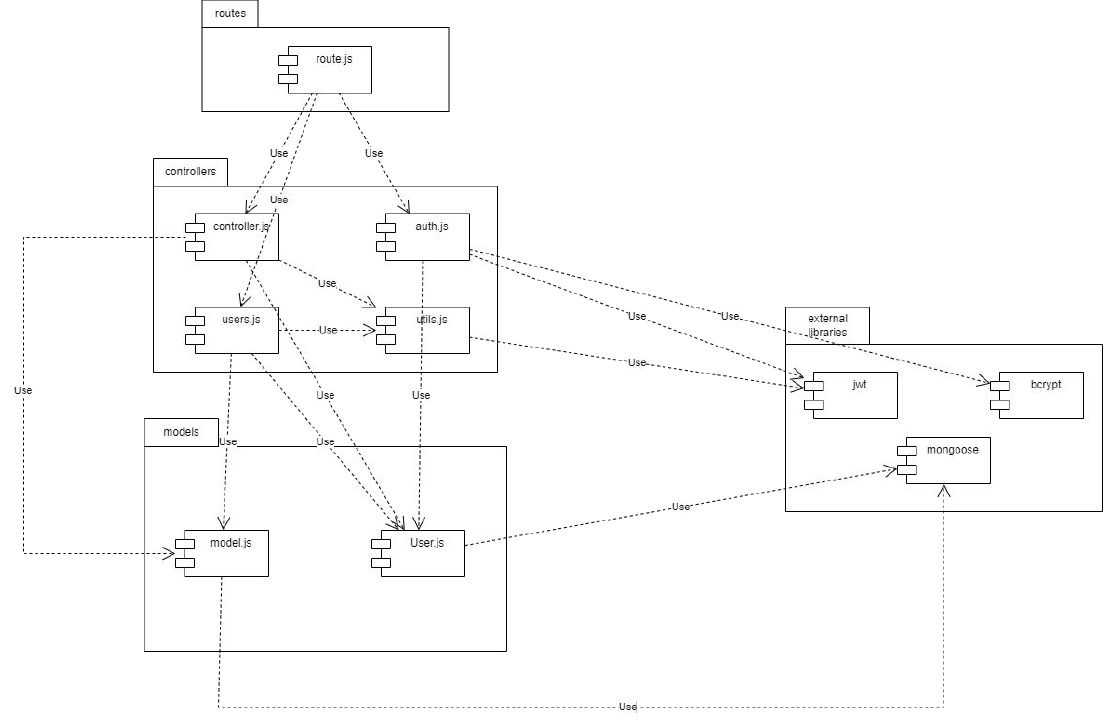 routes
route.js
Use
Use
controllers
Use
controller.js
auth.js
Use
users.js
utils.js
Use
Use
Use
external
libraries
Use
jwt
bcrypt
Use
Use
Use
models
Use
Use
mongoose
Use
model.js
User.js
Use